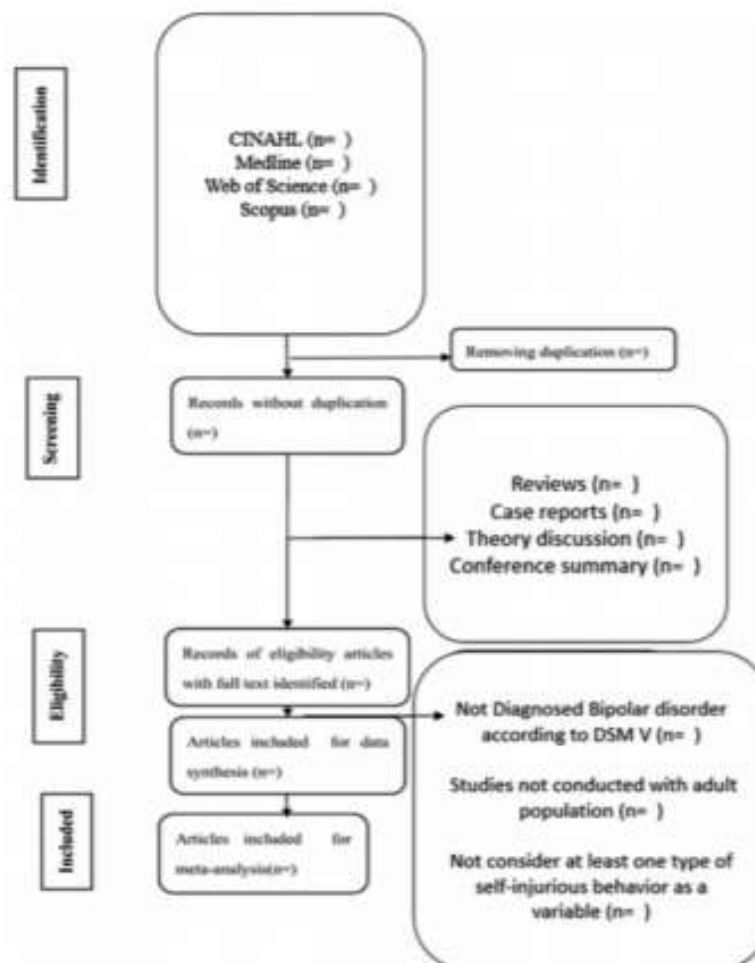 Identification
CINAHL (n= )
Medline (n= )
Web of Science (n= )
Scopus (n= )
Removing duplication (n=)
Screening
Records without duplication
(n=)
Reviews (n= )
Case reports (n= )
Theory discussion (n= )
Conference summary (n= )
Eligibility
Records of eligibility articles
with full text identified (n=)
Not Diagnosed Bipolar disorder
according to DSM V (n= )
Articles included for data
synthesis (n=)
Studies not conducted with adult
population (n= )
Included
Articles included for
meta-analysis(n=)
Not consider at least one type of
self-injurious behavior as a
variable (n= )